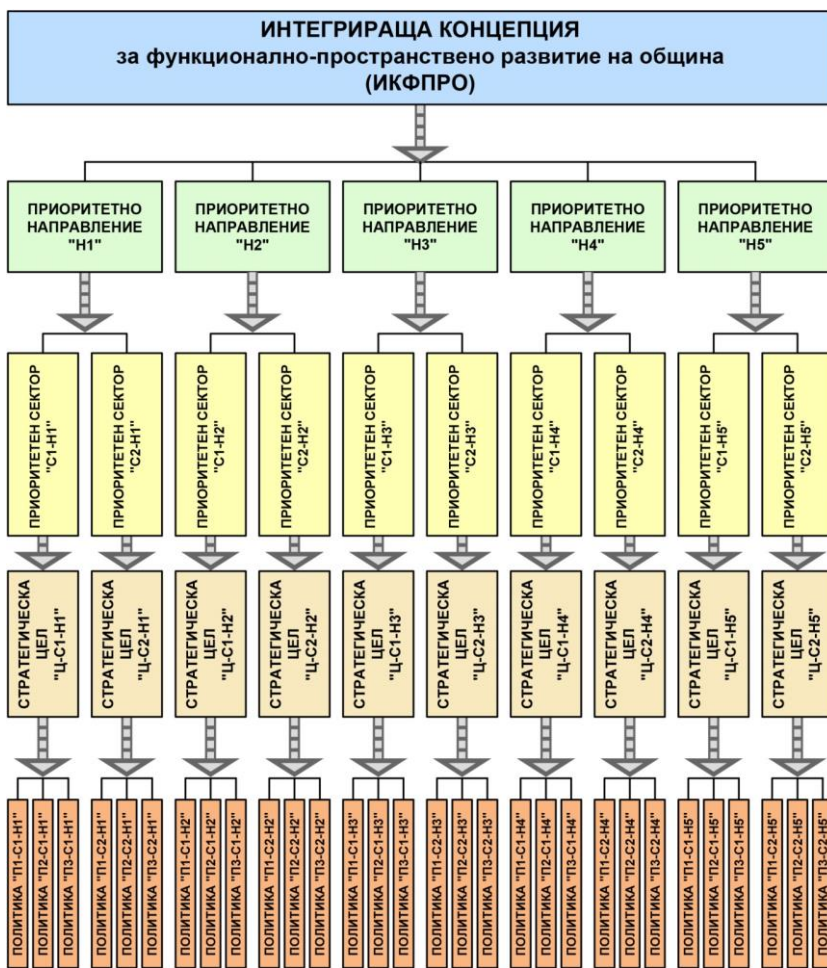 ИНТЕГРИРАЩА КОНЦЕПЦИЯ
за функционално-пространствено развитие на община
(ИКФПРО)
ПРИОРИТЕТНО
НАПРАВЛЕНИЕ
"Н1"
ПРИОРИТЕТНО
НАПРАВЛЕНИЕ
"Н2"
ПРИОРИТЕТНО
НАПРАВЛЕНИЕ
"Н3"
ПРИОРИТЕТНО
НАПРАВЛЕНИЕ
"Н4"
ПРИОРИТЕТНО
НАПРАВЛЕНИЕ
"Н5"
ПРИОРИТЕТЕН СЕКТОР
"С1-Н1"
ПРИОРИТЕТЕН СЕКТОР
"С2-Н1"
ПРИОРИТЕТЕН СЕКТОР
"С1-Н2"
ПРИОРИТЕТЕН СЕКТОР
"С2-Н2"
ПРИОРИТЕТЕН СЕКТОР
"С1-Н3"
ПРИОРИТЕТЕН СЕКТОР
"С2-Н3"
ПРИОРИТЕТЕН СЕКТОР
"С1-Н4"
ПРИОРИТЕТЕН СЕКТОР
"С2-Н4"
ПРИОРИТЕТЕН СЕКТОР
"С1-Н5"
ПРИОРИТЕТЕН СЕКТОР
"С2-Н5"
СТРАТЕГИЧЕСКА
ЦЕЛ
"Ц-С1-Н1"
СТРАТЕГИЧЕСКА
ЦЕЛ
"Ц-С2-Н1"
СТРАТЕГИЧЕСКА
ЦЕЛ
"Ц-С1-Н2"
СТРАТЕГИЧЕСКА
ЦЕЛ
"Ц-С2-Н2"
СТРАТЕГИЧЕСКА
ЦЕЛ
"Ц-С1-Н3"
СТРАТЕГИЧЕСКА
ЦЕЛ
"Ц-С2-Н3"
СТРАТЕГИЧЕСКА
ЦЕЛ
"Ц-С1-Н4"
СТРАТЕГИЧЕСКА
ЦЕЛ
"Ц-С2-Н4"
СТРАТЕГИЧЕСКА
ЦЕЛ
"Ц-С1-Н5"
СТРАТЕГИЧЕСКА
ЦЕЛ
"Ц-С2-Н5"
ПОЛИТИКА "П1-С1-Н1"
ПОЛИТИКА "П2-С1-Н1"
ПОЛИТИКА "П3-С1-Н1"
ПОЛИТИКА "П1-С2-Н1"
ПОЛИТИКА "П2-С2-Н1"
ПОЛИТИКА "П3-С2-Н1"
ПОЛИТИКА "П1-С1-Н2"
ПОЛИТИКА "П2-С1-Н2"
ПОЛИТИКА "П3-С1-Н2"
ПОЛИТИКА "П1-С2-Н2"
ПОЛИТИКА "П2-С2-Н2"
ПОЛИТИКА "П3-С2-Н2"
ПОЛИТИКА "П1-С1-Н3"
ПОЛИТИКА "П2-С1-Н3"
ПОЛИТИКА "П3-С1-Н3"
ПОЛИТИКА "П1-С2-Н3"
ПОЛИТИКА "П2-С2-Н3"
ПОЛИТИКА "П3-С2-Н3"
ПОЛИТИКА "П1-С1-Н4"
ПОЛИТИКА "П2-С1-Н4"
ПОЛИТИКА "П3-С1-Н4"
ПОЛИТИКА "П1-С2-Н4"
ПОЛИТИКА "П2-С2-Н4"
ПОЛИТИКА "П3-С2-Н4"
ПОЛИТИКА "П1-С1-Н5"
ПОЛИТИКА "П2-С1-Н5"
ПОЛИТИКА "П3-С1-Н5"
ПОЛИТИКА "П1-С2-Н5"
ПОЛИТИКА "П2-С2-Н5"
ПОЛИТИКА "П3-С2-Н5"